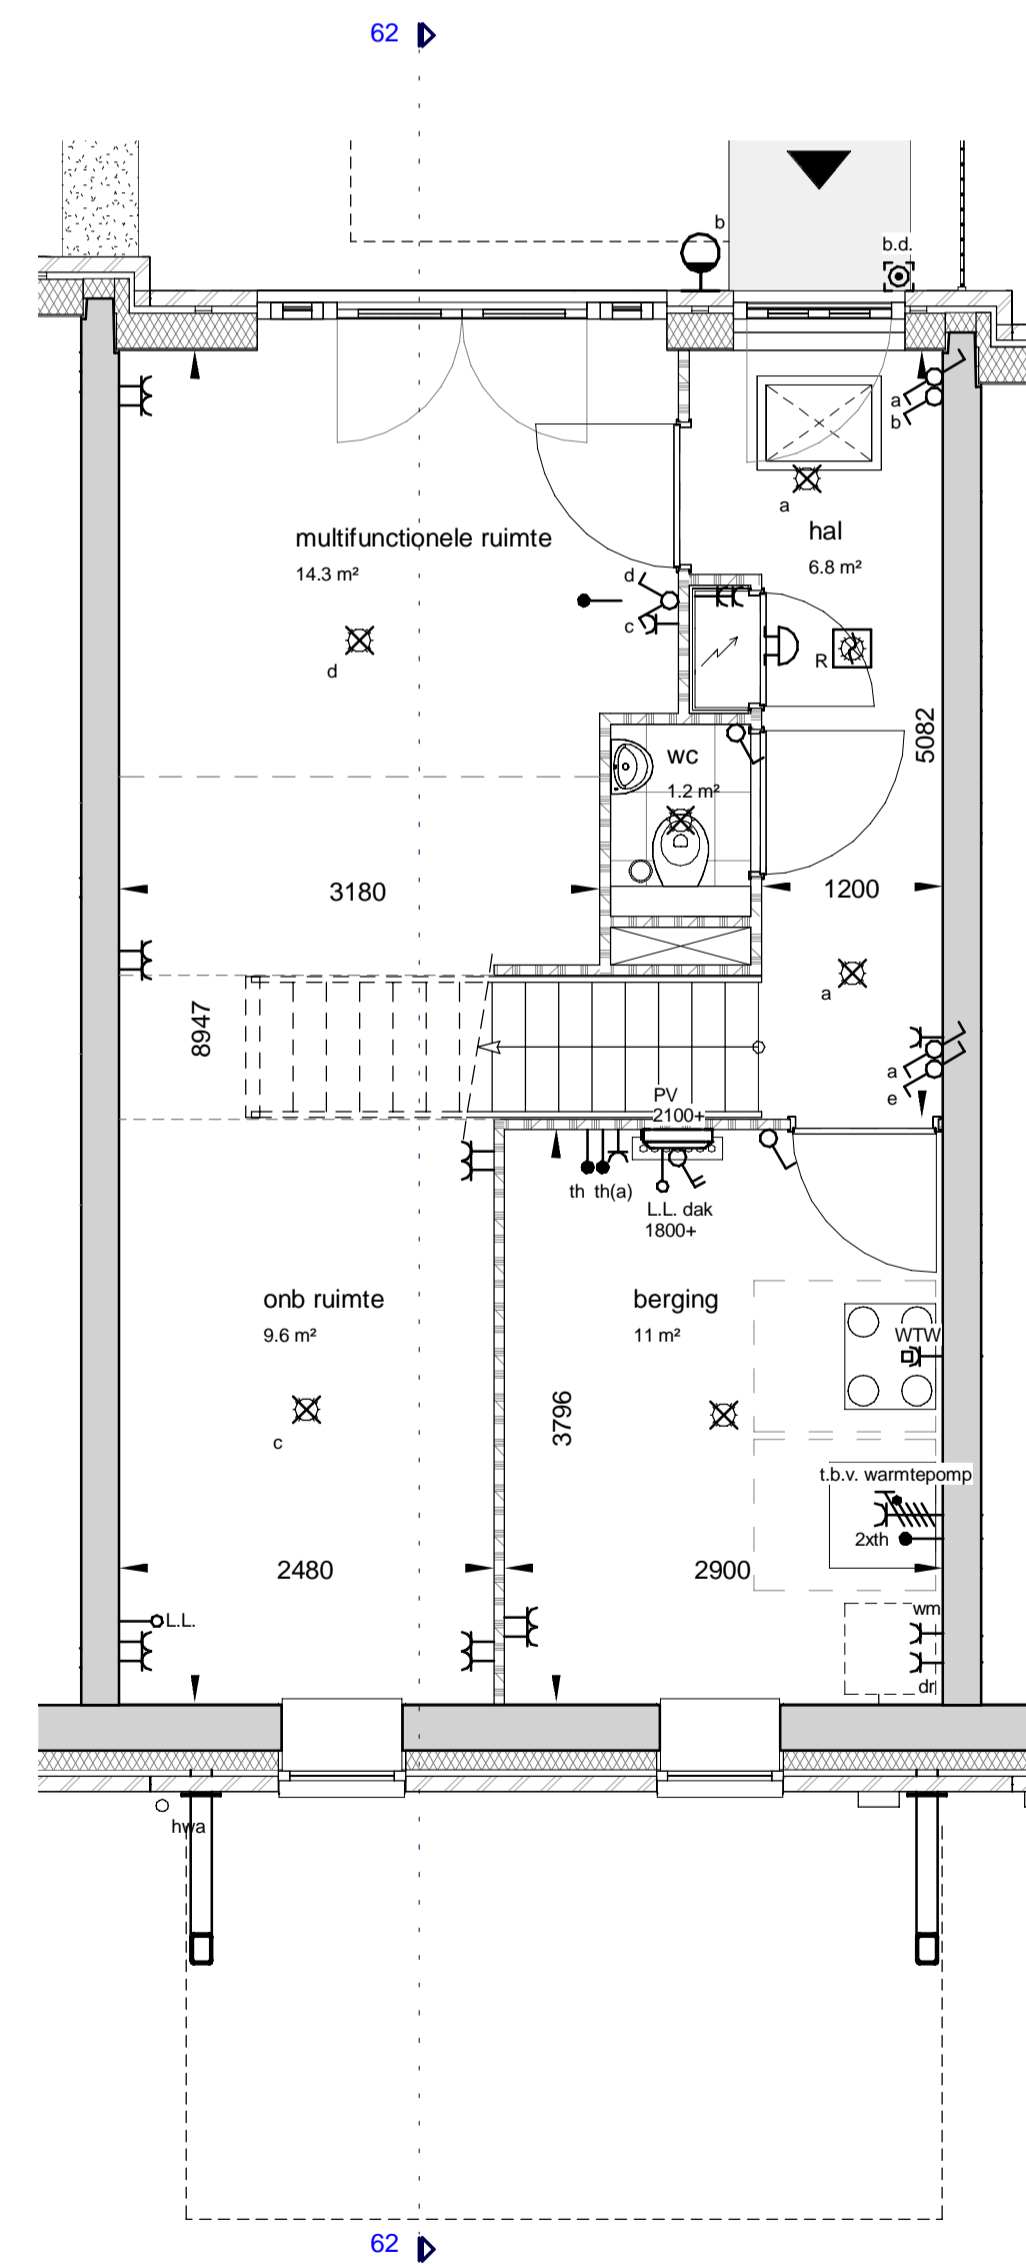 62
b
b.d.
a
b
multifunctionele ruimte
14.3 m²
a
hal
6.8 m²
d
c
d
R
5082
wc
1.2 m²
3180
1200
a
8947
a
e
PV
2100+
th th(a)
L.L. dak
1800+
onb ruimte
9.6 m²
berging
11 m²
WTW
c
3796
t.b.v. warmtepomp
2xth
2480
2900
L.L.
wm
dr
hwa
62